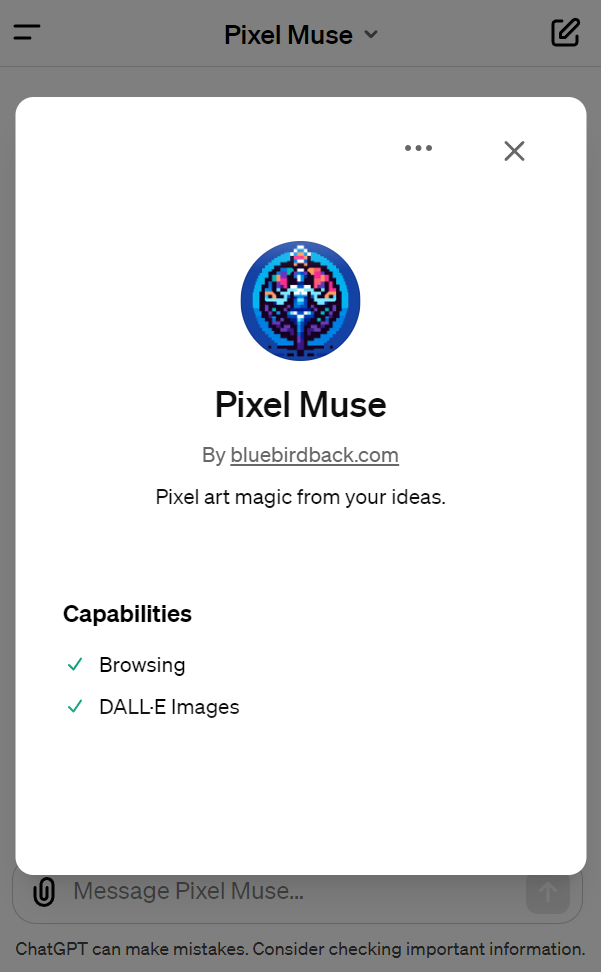 Pixel Muse
Pixel Muse
By bluebirdback.com
Pixel art magic from your ideas.
Capabilities
Browsing
DALL·E Images
Message Pixel Muse...
ChatGPT can make mistakes. Consider checking important information.